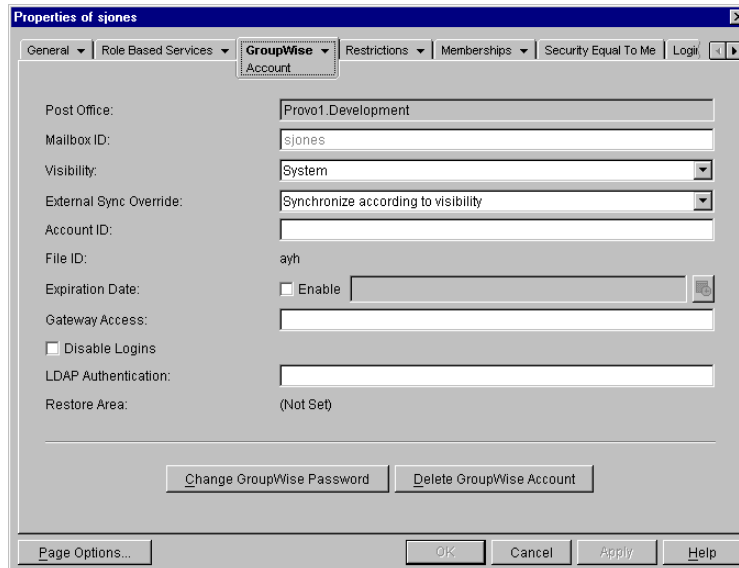 Properties of sjones
General Role Based Services GroupWise Restrictions Memberships Security Equal To Me Login
Account
Post Office: Provo1.Development
Mailbox ID: sjones
Visibility: System
External Sync Override: Synchronize according to visibility
Account ID:
File ID: ayh
Expiration Date: Enable
Gateway Access:
Disable Logins
LDAP Authentication:
Restore Area: (Not Set)
Change GroupWise Password Delete GroupWise Account
Page Options... OK Cancel Apply Help